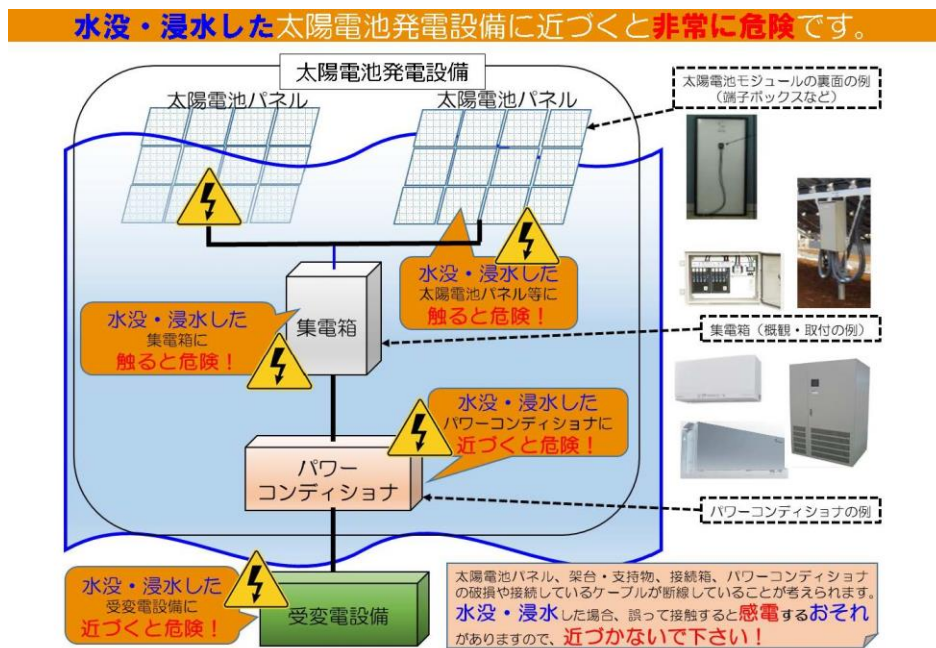 水没・浸水した太陽電池発電設備に近づくと非常に危険です。
太陽電池発電設備
太陽電池パネル
太陽電池パネル
太陽電池モジュールの裏面の例
（端子ボックスなど）
水没・浸水した
太陽電池パネル等に
触ると危険！
水没・浸水した
集電箱に
触ると危険！
集電箱
集電箱（概観・取付の例）
水没・浸水した
パワーコンディショナに
近づくと危険！
パワー
コンディショナ
パワーコンディショナの例
水没・浸水した
受変電設備に
近づくと危険！
受変電設備
太陽電池パネル、架台・支持物、接続箱、パワーコンディショナ
の破損や接続しているケーブルが断線していることが考えられます。
水没・浸水した場合、誤って接触すると感電するおそれ
がありますので、近づかないで下さい！